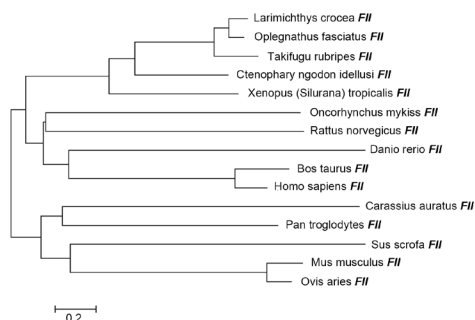 Larimichthys crocea FII
Oplegnathus fasciatus FII
Takifugu rubripes FII
Ctenophary ngodon idellusi FII
Xenopus (Silurana) tropicalis FII
Oncorhynchus mykiss FII
Rattus norvegicus FII
Danio rerio FII
Bos taurus FII
Homo sapiens FII
Carassius auratus FII
Pan troglodytes FII
Sus scrofa FII
Mus musculus FII
Ovis aries FII
0.2